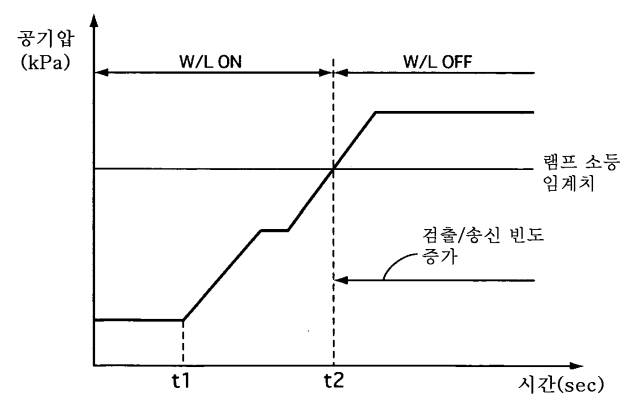 공기압
(kPa)
W/L ON
W/L OFF
램프 소등
임계치
검출/송신 빈도
증가
t1
t2
시간(sec)